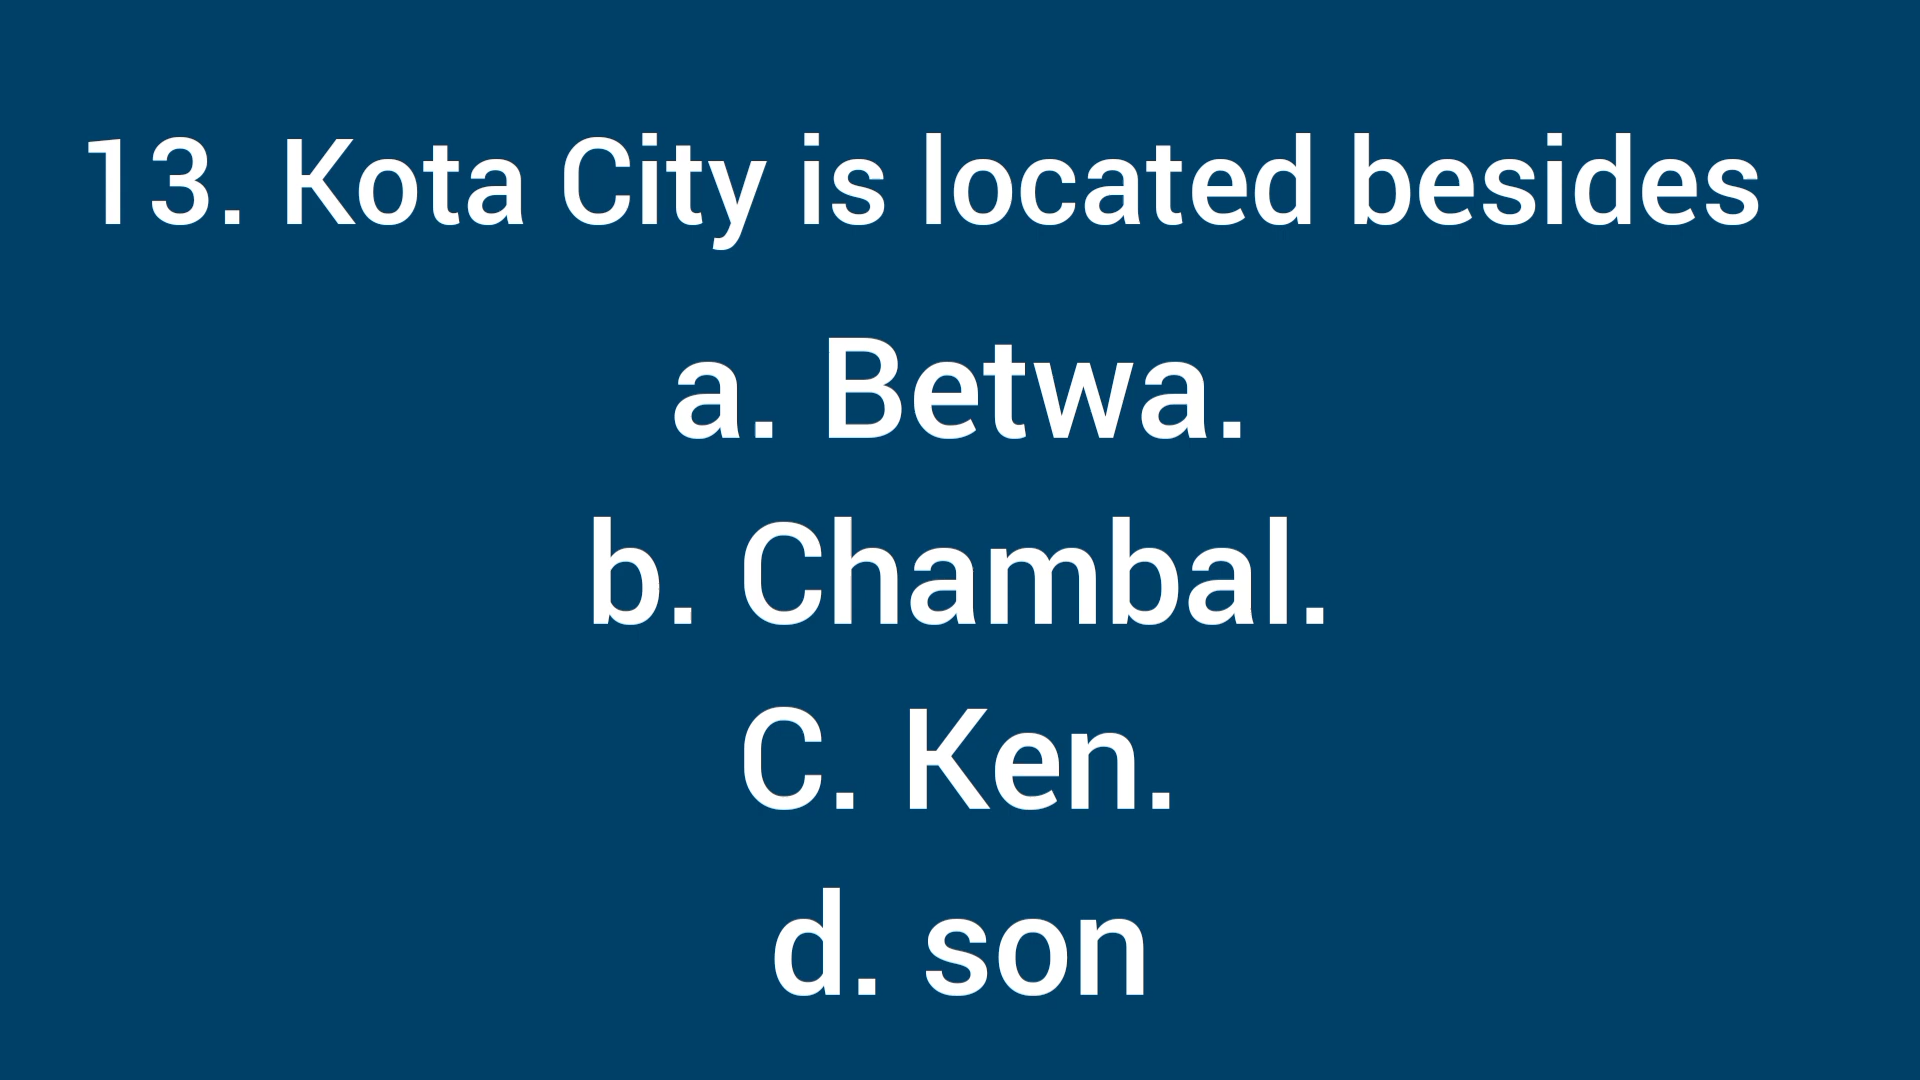 13. Kota City is located besides
a. Betwa.
b. Chambal.
C. Ken.
d. son